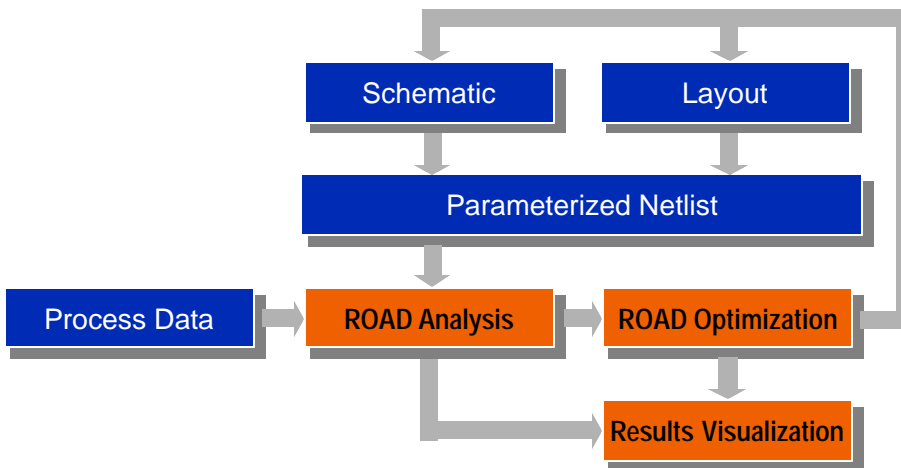 Schematic
Layout
Parameterized Netlist
Process Data
ROAD Analysis
ROAD Optimization
Results Visualization